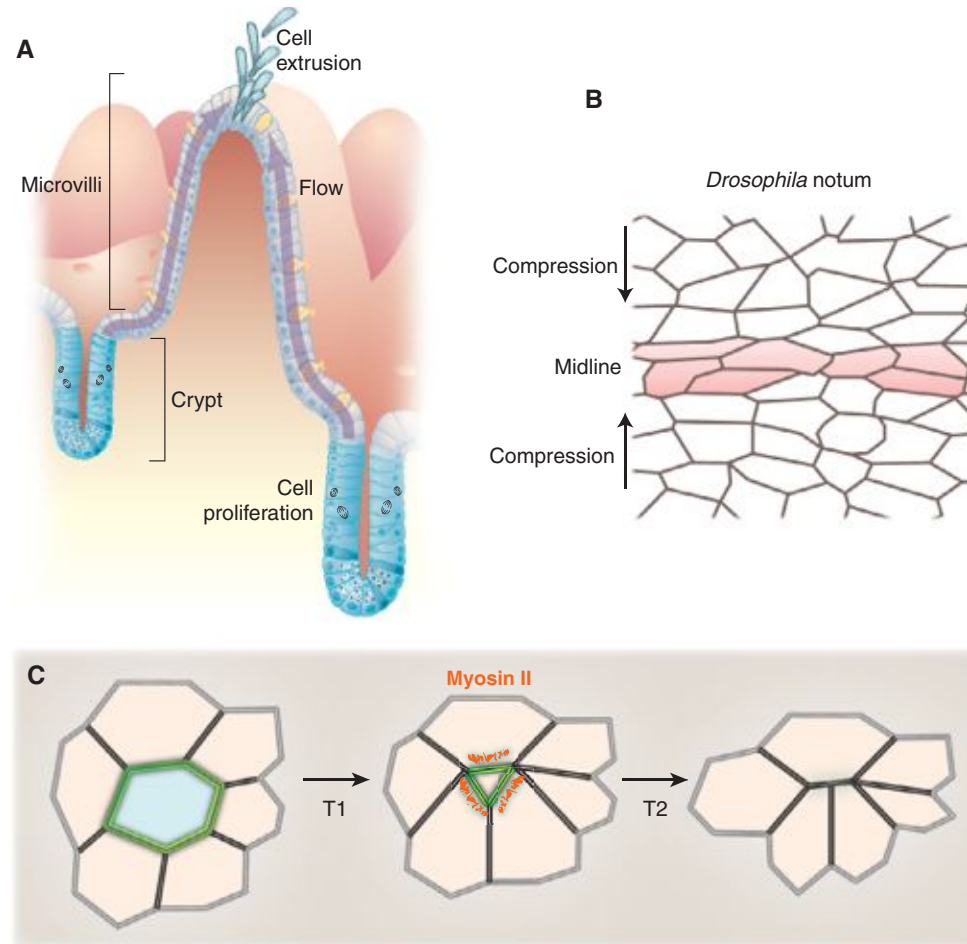 A
Cell
extrusion
Microvilli
Flow
Crypt
Cell
proliferation
B
Drosophila notum
Compression
Midline
Compression
C
Myosin II
T1
T2